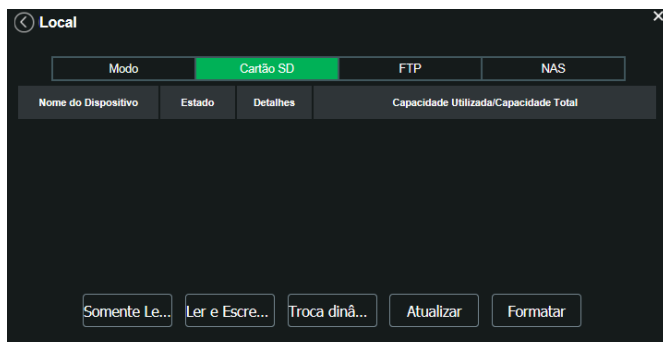 Local
Modo Cartão SD FTP NAS
Nome do Dispositivo Estado Detalhes Capacidade Utilizada/Capacidade Total
Somente Le... Ler e Escre... Troca dinâ... Atualizar Formatar